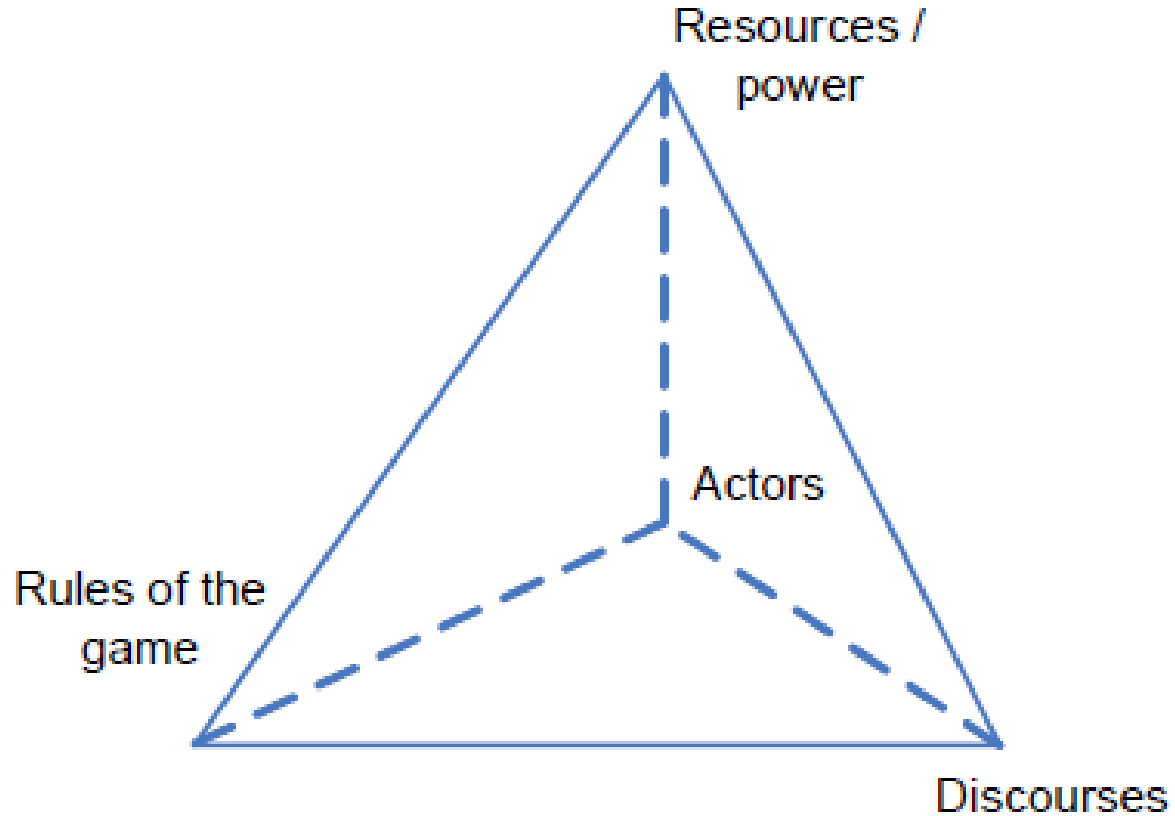 Resources /
power
Actors
Rules of the
game
Discourses